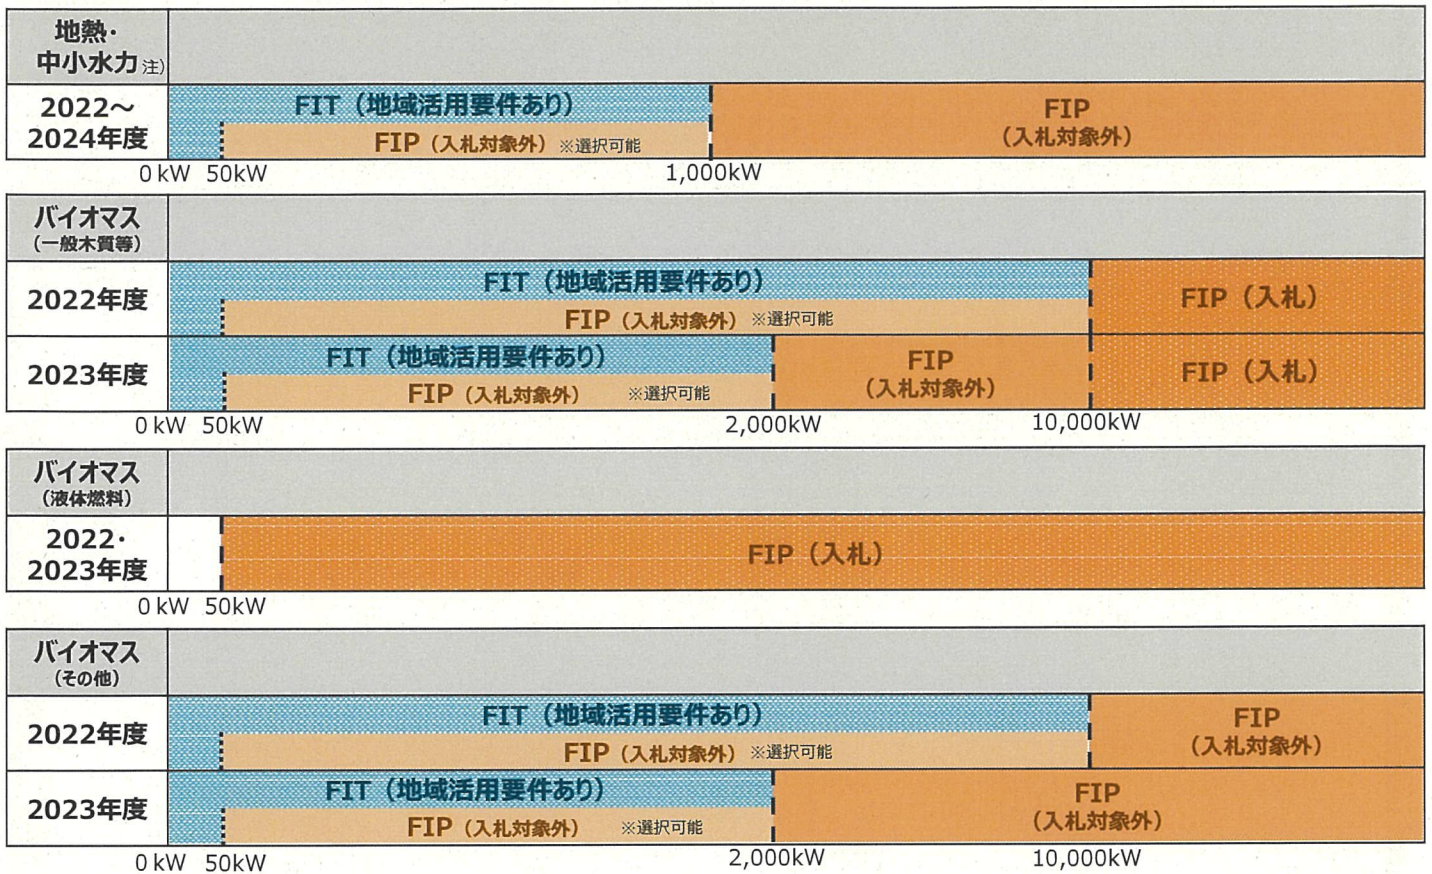 地熱・
中小水力注)
2022～
2024年度
FIT（地域活用要件あり）
FIP（入札対象外）※選択可能
FIP
（入札対象外）
0 kW 50kW 1,000kW
バイオマス
（一般木質等）
2022年度
FIT（地域活用要件あり）
FIP（入札対象外）※選択可能
FIP（入札）
2023年度
FIT（地域活用要件あり）
FIP（入札対象外） ※選択可能
FIP
（入札対象外）
FIP（入札）
0 kW 50kW 2,000kW 10,000kW
バイオマス
（液体燃料）
2022・
2023年度
FIP（入札）
0 kW 50kW
バイオマス
（その他）
2022年度
FIT（地域活用要件あり）
FIP（入札対象外）※選択可能
FIP
（入札対象外）
2023年度
FIT（地域活用要件あり）
FIP（入札対象外） ※選択可能
FIP
（入札対象外）
0 kW 50kW 2,000kW 10,000kW